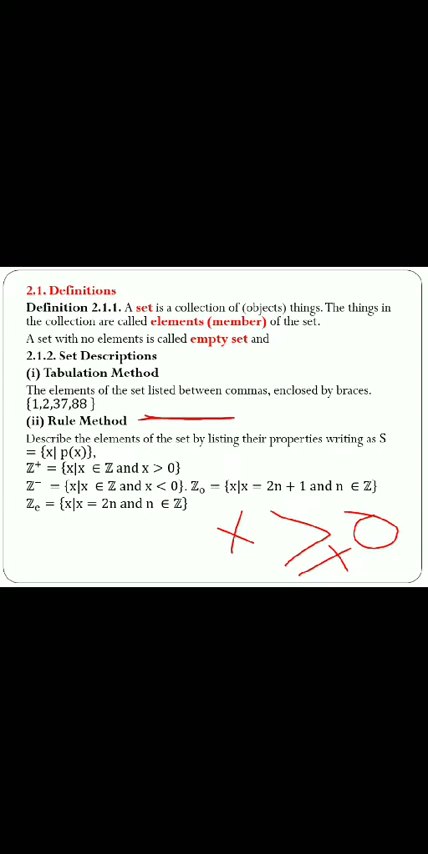 2.1. Definitions
Definition 2.1.1. A set is a collection of (objects) things. The things in
the collection are called elements (member) of the set.
A set with no elements is called empty set and
2.1.2. Set Descriptions
(i) Tabulation Method
The elements of the set listed between commas, enclosed by braces.
{1,2,37,88 }
(ii) Rule Method
Describe the elements of the set by listing their properties writing as S
= {x| p(x)},
ℤ⁺ = {x|x ∈ ℤ and x > 0}
ℤ⁻ = {x|x ∈ ℤ and x < 0}. ℤₒ = {x|x = 2n + 1 and n ∈ ℤ}
ℤₑ = {x|x = 2n and n ∈ ℤ}